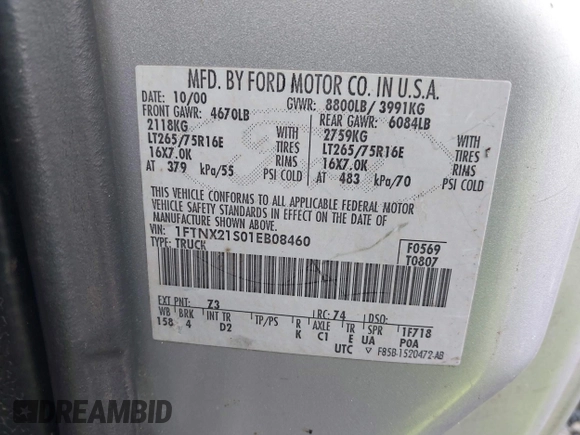 MFD. BY FORD MOTOR CO. IN U.S.A.
DATE: 10/00 GVWR: 8800LB/ 3991KG
FRONT GAWR: 4670LB REAR GAWR: 6084LB
2118KG WITH 2759KG WITH
LT265/75R16E TIRES LT265/75R16E TIRES
16X7.0K RIMS 16X7.0K RIMS
AT 379 kPa/55 PSI COLD AT 483 kPa/70 PSI COLD
THIS VEHICLE CONFORMS TO ALL APPLICABLE FEDERAL MOTOR
VEHICLE SAFETY STANDARDS IN EFFECT ON THE DATE OF
MANUFACTURE SHOWN ABOVE.
VIN: 1FTNX21S01EB08460
TYPE: TRUCK
F0569
T0807
EXT PNT: Z3 RC: 74 DSO:
WB BRK INT TR TP/PS R AXLE TR SPR 1F718
158 4 D2 K C1 E UA P0A
UTC ▽ F85B-1520472-AB
DREAMBID